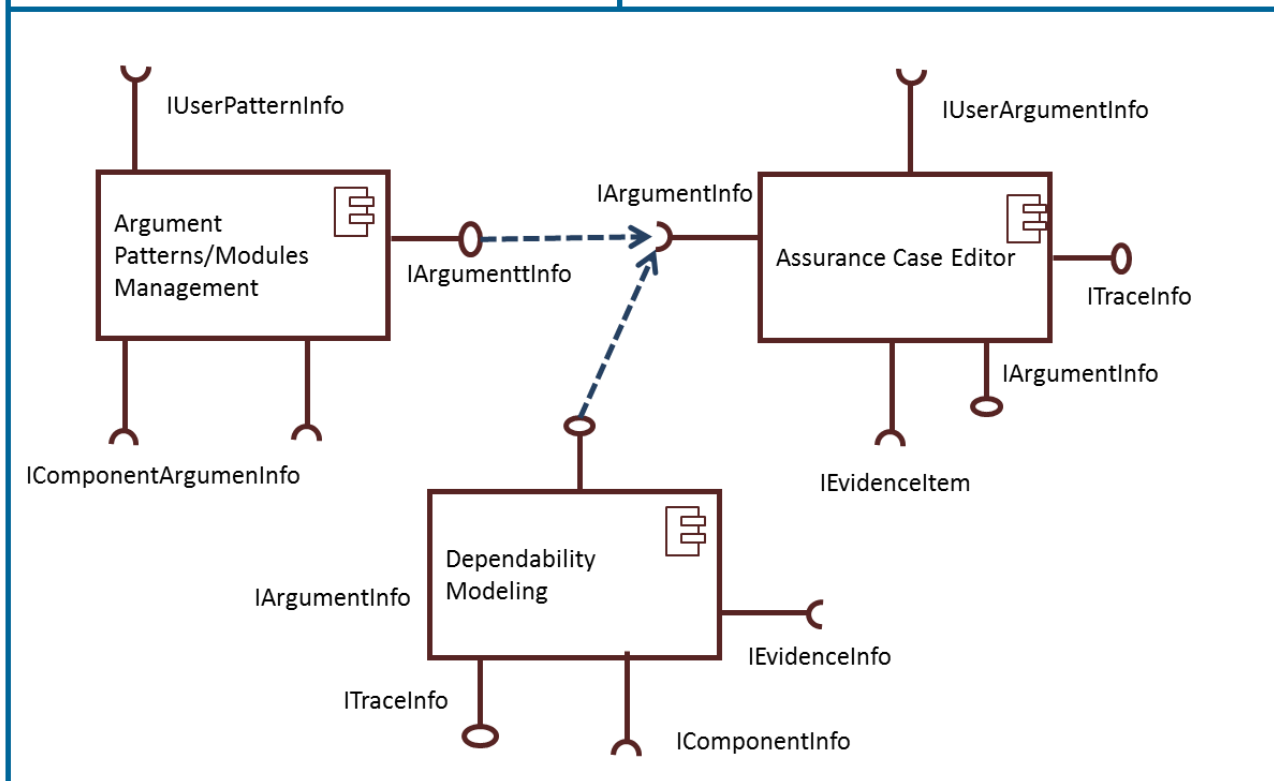 IUserPatternInfo
IUserArgumentInfo
IArgumentInfo
Argument
Patterns/Modules
Management
IArgumenttInfo
Assurance Case Editor
ITraceInfo
IArgumentInfo
IComponentArgumenInfo
IEvidenceItem
Dependability
Modeling
IArgumentInfo
IEvidenceInfo
ITraceInfo
IComponentInfo